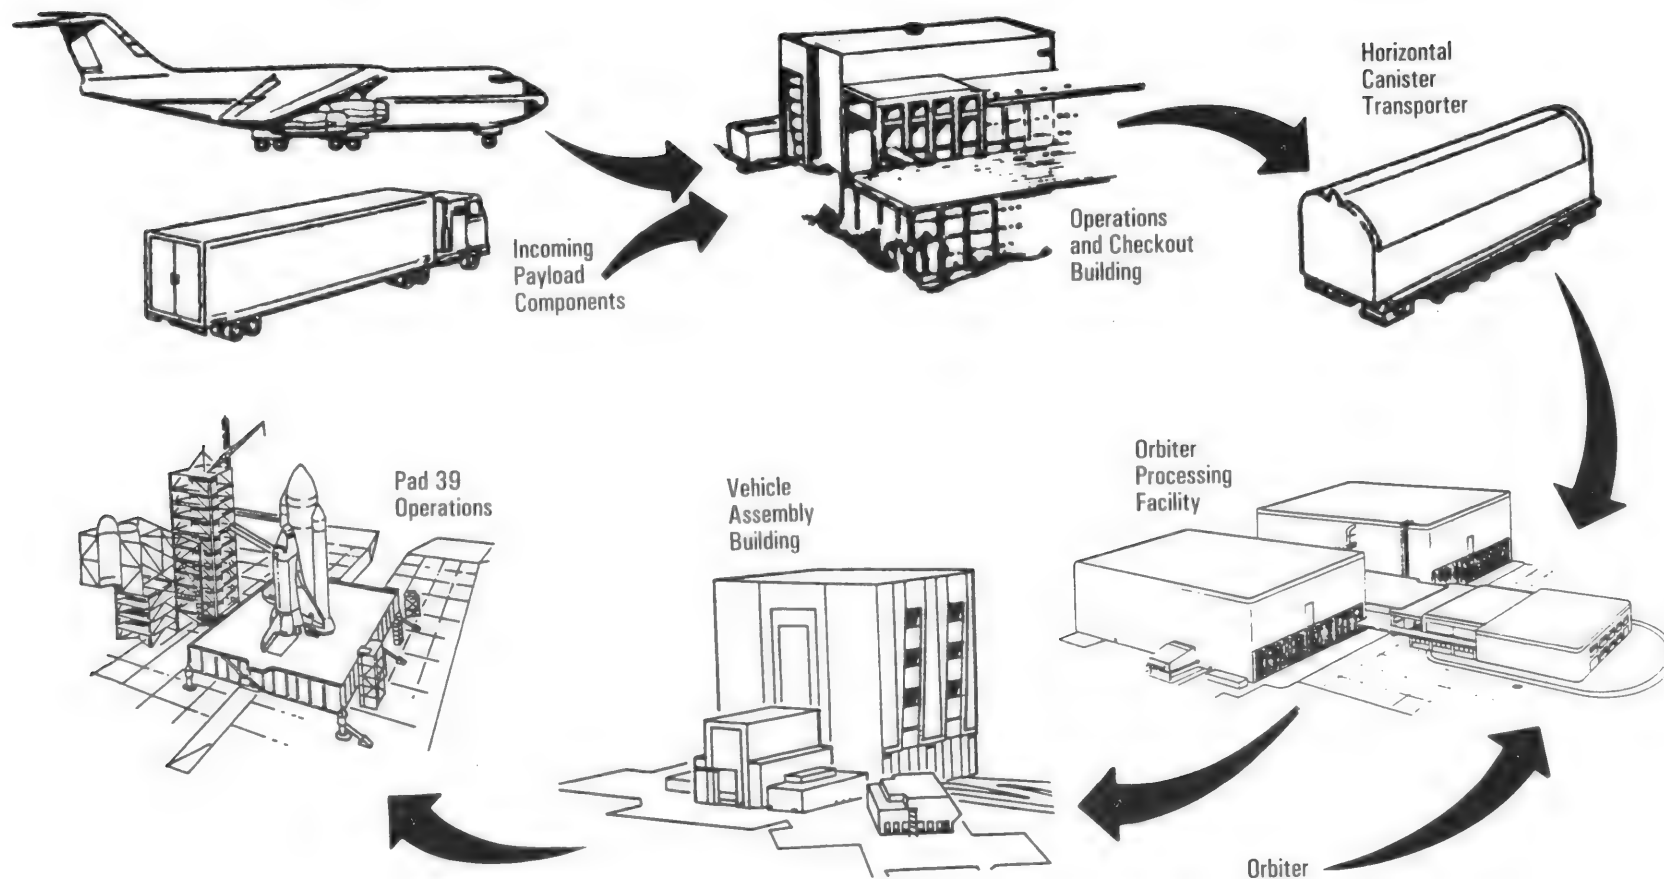 Incoming
Payload
Components
Operations
and Checkout
Building
Horizontal
Canister
Transporter
Pad 39
Operations
Vehicle
Assembly
Building
Orbiter
Processing
Facility
Orbiter